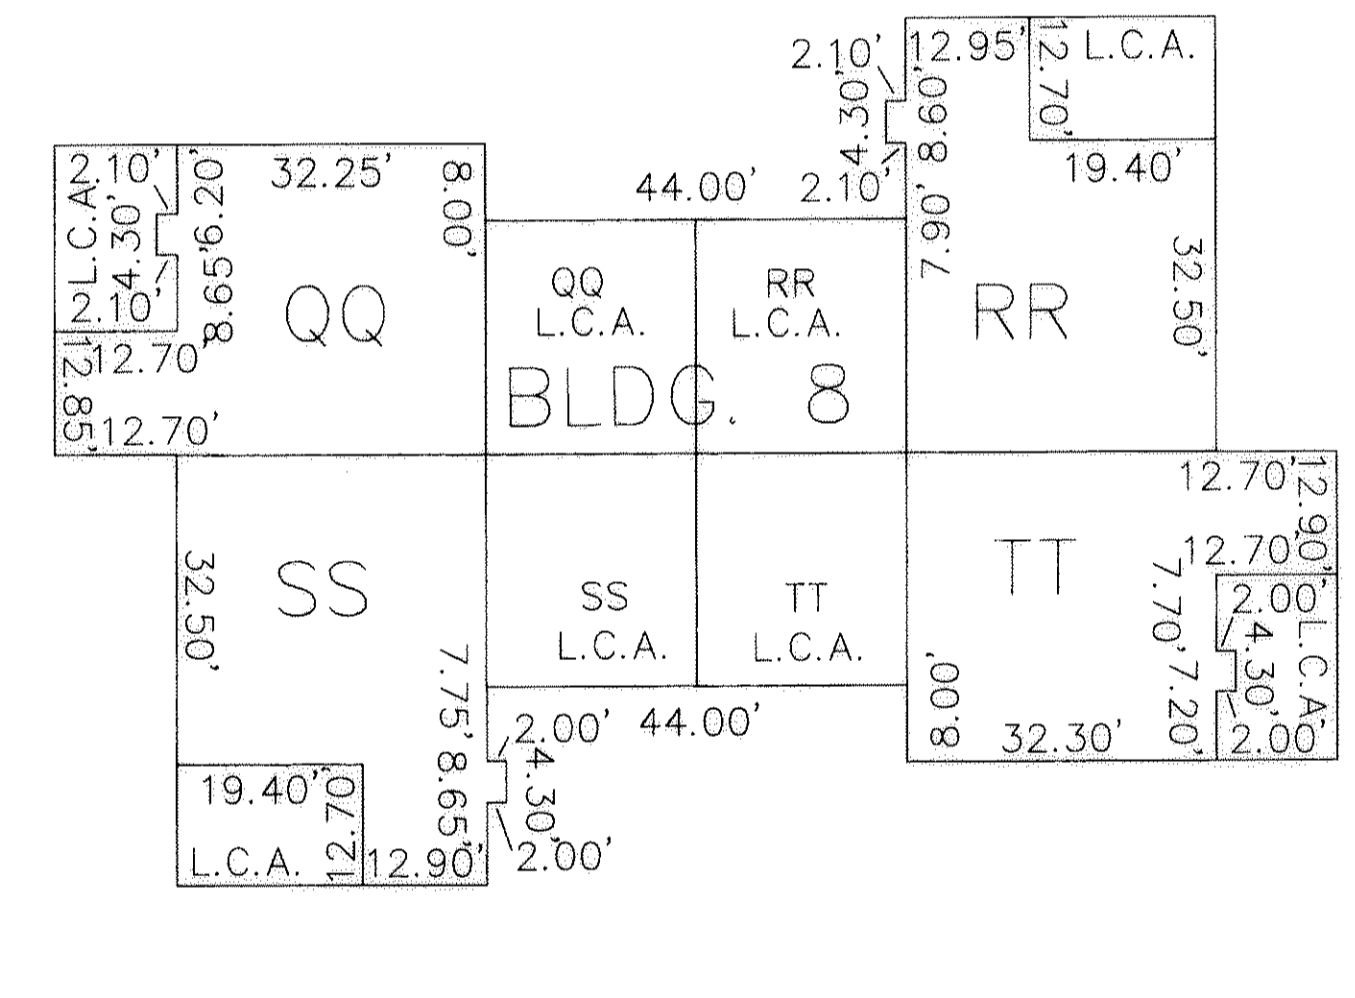 2.10'
12.95'
12.70'
L.C.A.
4.30'
8.60'
2.10'
19.40'
7.90'
32.50'
RR
44.00'
2.10'
4.30'
2.10'
L.C.A.
32.25'
8.00'
8.65'
12.70'
12.85'
12.70'
QQ
QQ
L.C.A.
RR
L.C.A.
BLDG. 8
SS
L.C.A.
TT
L.C.A.
44.00'
SS
32.50'
7.75'
8.65'
2.00'
4.30'
2.00'
19.40'
12.70'
L.C.A.
12.90'
TT
12.70'
12.90'
12.70'
7.70'
7.20'
2.00'
4.30'
2.00'
L.C.A.
8.00'
32.30'